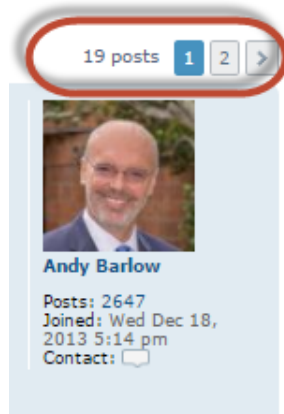 19 posts 1 2 >
Andy Barlow
Posts: 2647
Joined: Wed Dec 18,
2013 5:14 pm
Contact: